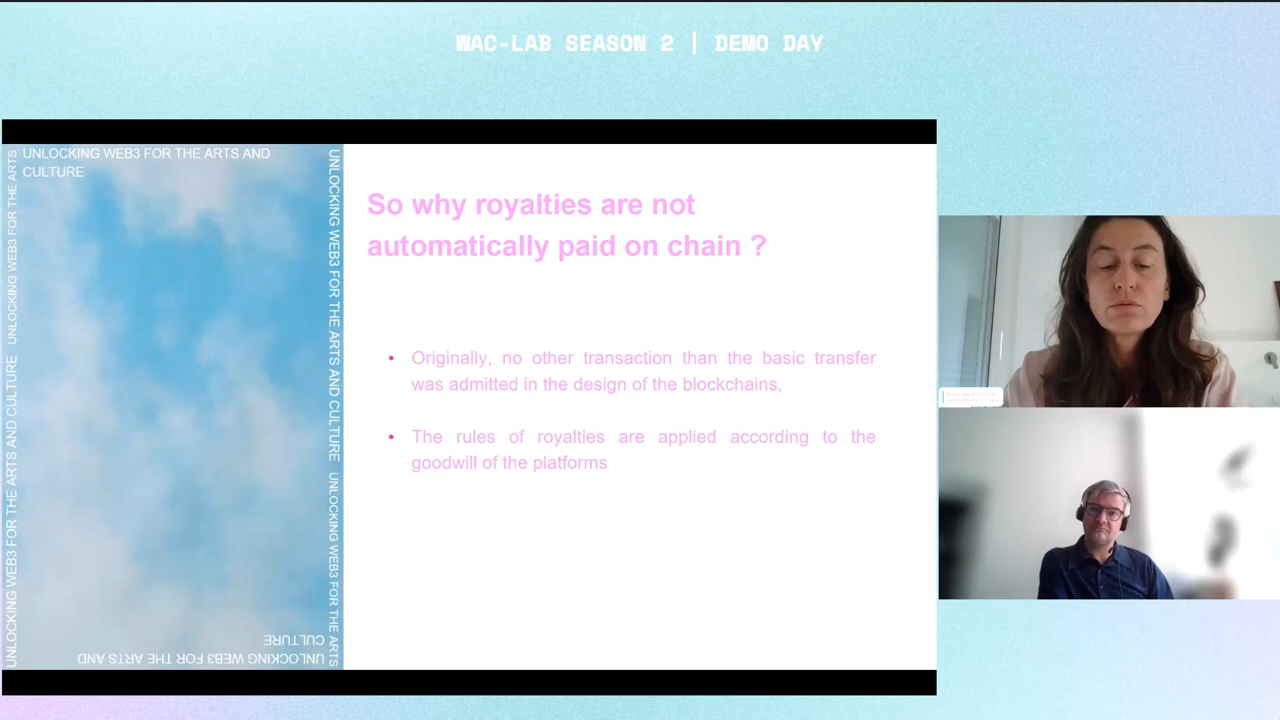 WAC-LAB SEASON 2 | DEMO DAY
UNLOCKING WEB3 FOR THE ARTS AND
CULTURE
UNLOCKING WEB3 FOR THE ARTS AND CULTURE
UNLOCKING WEB3 FOR THE ARTS
UNLOCKING WEB3 FOR THE ARTS AND CULTURE
UNLOCKING WEB3 FOR THE ARTS
UNLOCKING WEB3 FOR THE ARTS AND
CULTURE
So why royalties are not
automatically paid on chain ?
• Originally, no other transaction than the basic transfer
was admitted in the design of the blockchains,
• The rules of royalties are applied according to the
goodwill of the platforms